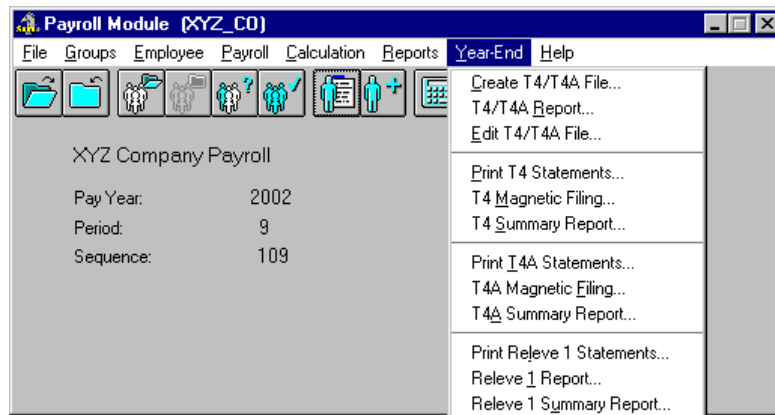 Payroll Module (XYZ_CO)
File Groups Employee Payroll Calculation Reports Year-End Help
XYZ Company Payroll
Pay Year: 2002
Period: 9
Sequence: 109
Create T4/T4A File...
T4/T4A Report...
Edit T4/T4A File...
Print T4 Statements...
T4 Magnetic Filing...
T4 Summary Report...
Print T4A Statements...
T4A Magnetic Filing...
T4A Summary Report...
Print Releve 1 Statements...
Releve 1 Report...
Releve 1 Summary Report...